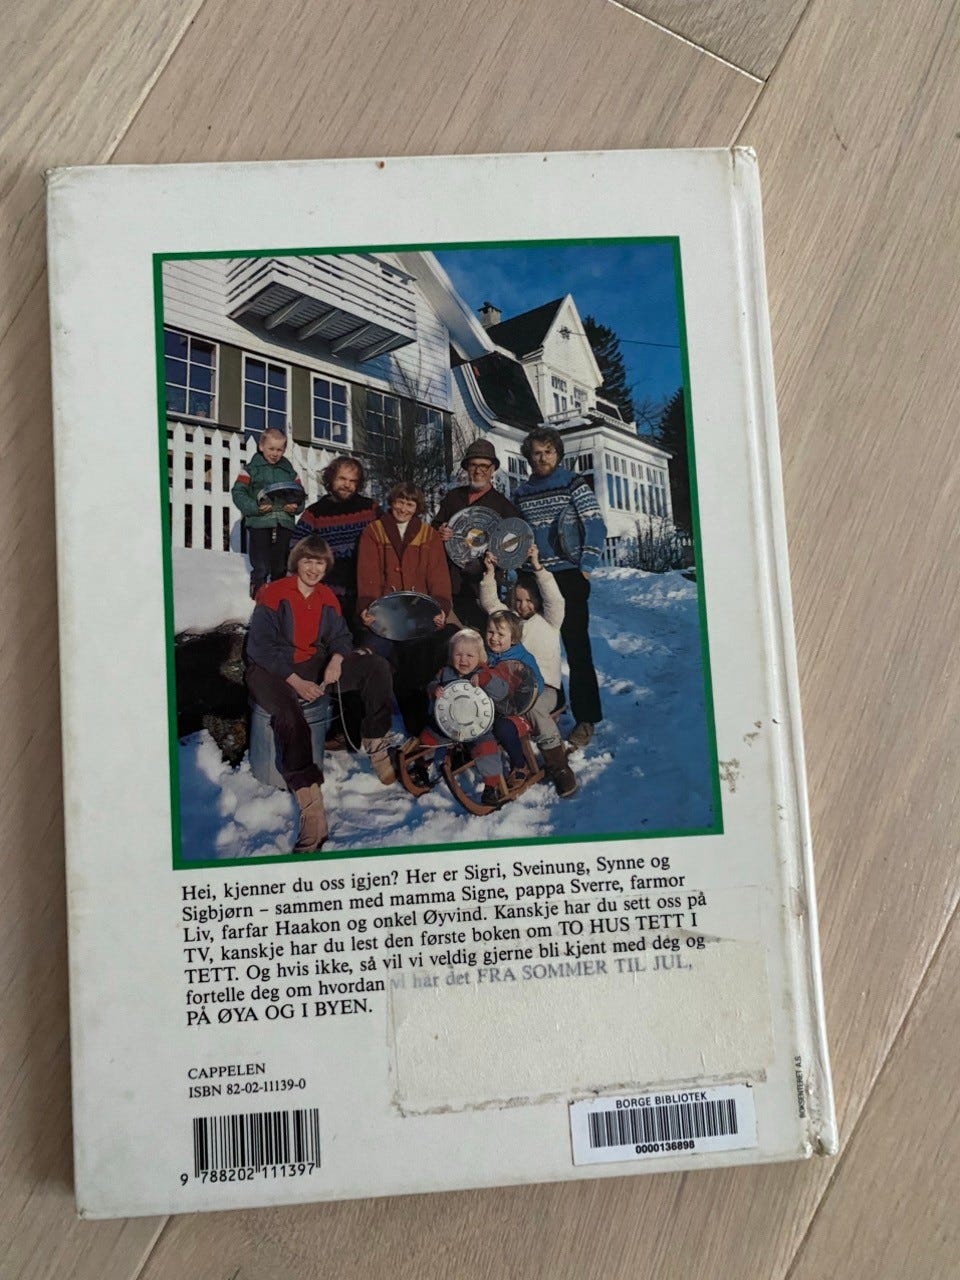 Hei, kjenner du oss igjen? Her er Sigri, Sveinung, Synne og
Sigbjørn – sammen med mamma Signe, pappa Sverre, farmor
Liv, farfar Haakon og onkel Øyvind. Kanskje har du sett oss på
TV, kanskje har du lest den første boken om TO HUS TETT I
TETT. Og hvis ikke, så vil vi veldig gjerne bli kjent med deg og
fortelle deg om hvordan vi har det FRA SOMMER TIL JUL,
PÅ ØYA OG I BYEN.
CAPPELEN
ISBN 82-02-11139-0
9 788202 111397
BORGE BIBLIOTEK
0000136898
BOKSENTERET A.S